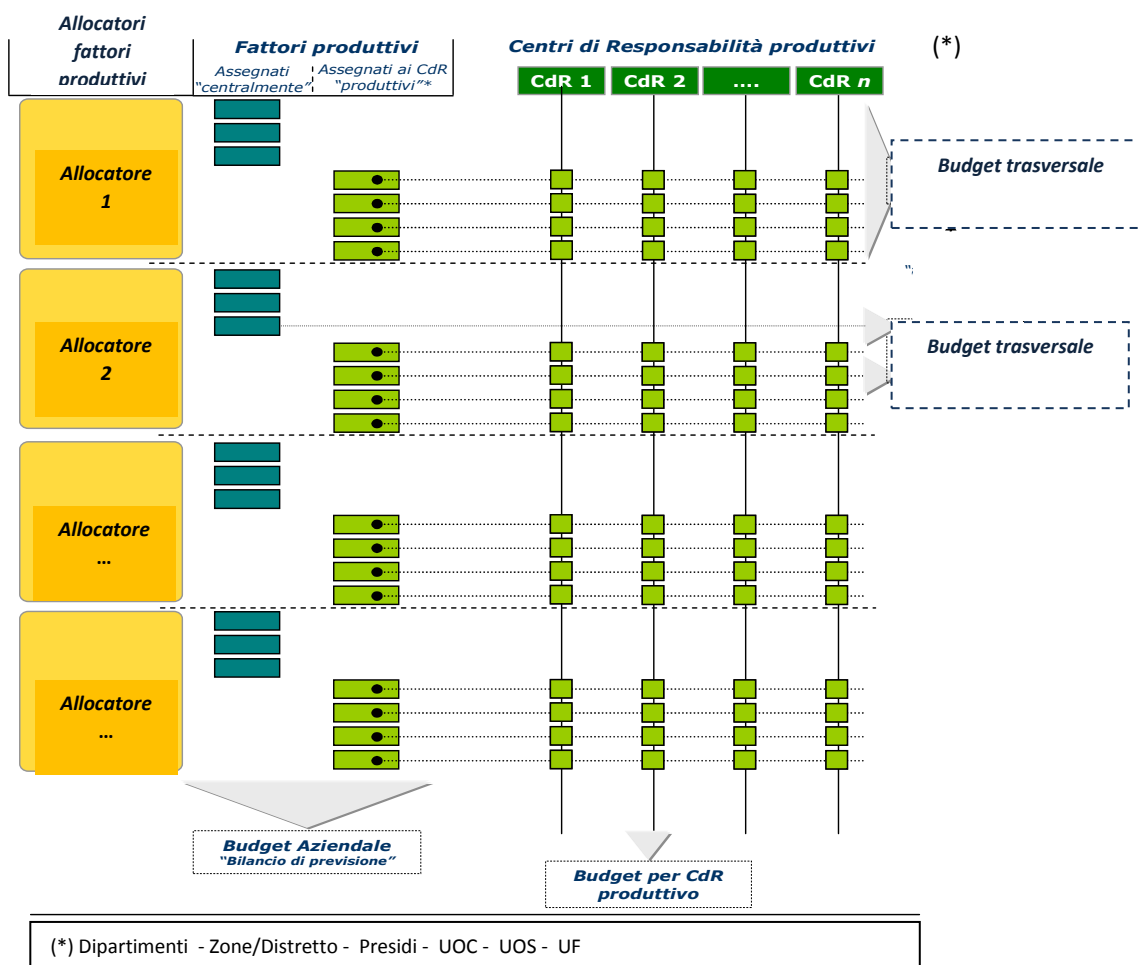 Allocatori
fattori
produttivi
Fattori produttivi
Assegnati
“centralmente”
Assegnati ai CdR
“produttivi”*
Centri di Responsabilità produttivi
(*)
CdR 1
CdR 2
....
CdR n
Allocatore
1
Budget trasversale
Allocatore
2
Budget trasversale
Allocatore
...
Allocatore
...
Budget Aziendale
“Bilancio di previsione”
Budget per CdR
produttivo
(*) Dipartimenti - Zone/Distretto - Presidi - UOC - UOS - UF